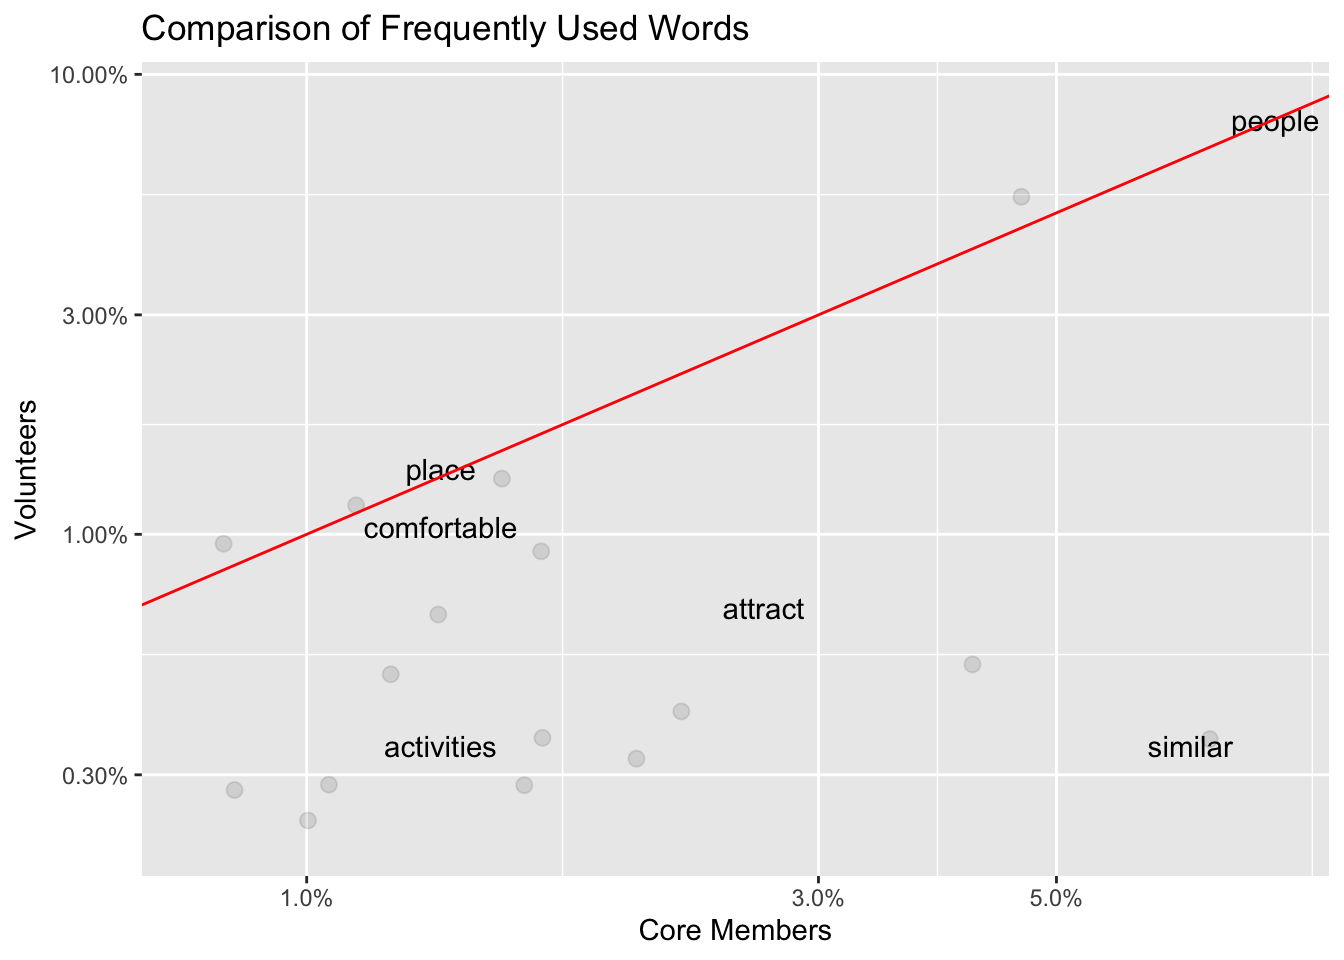 Comparison of Frequently Used Words
10.00%
people
3.00%
Volunteers
place
comfortable
1.00%
attract
activities
similar
0.30%
1.0%
3.0%
5.0%
Core Members